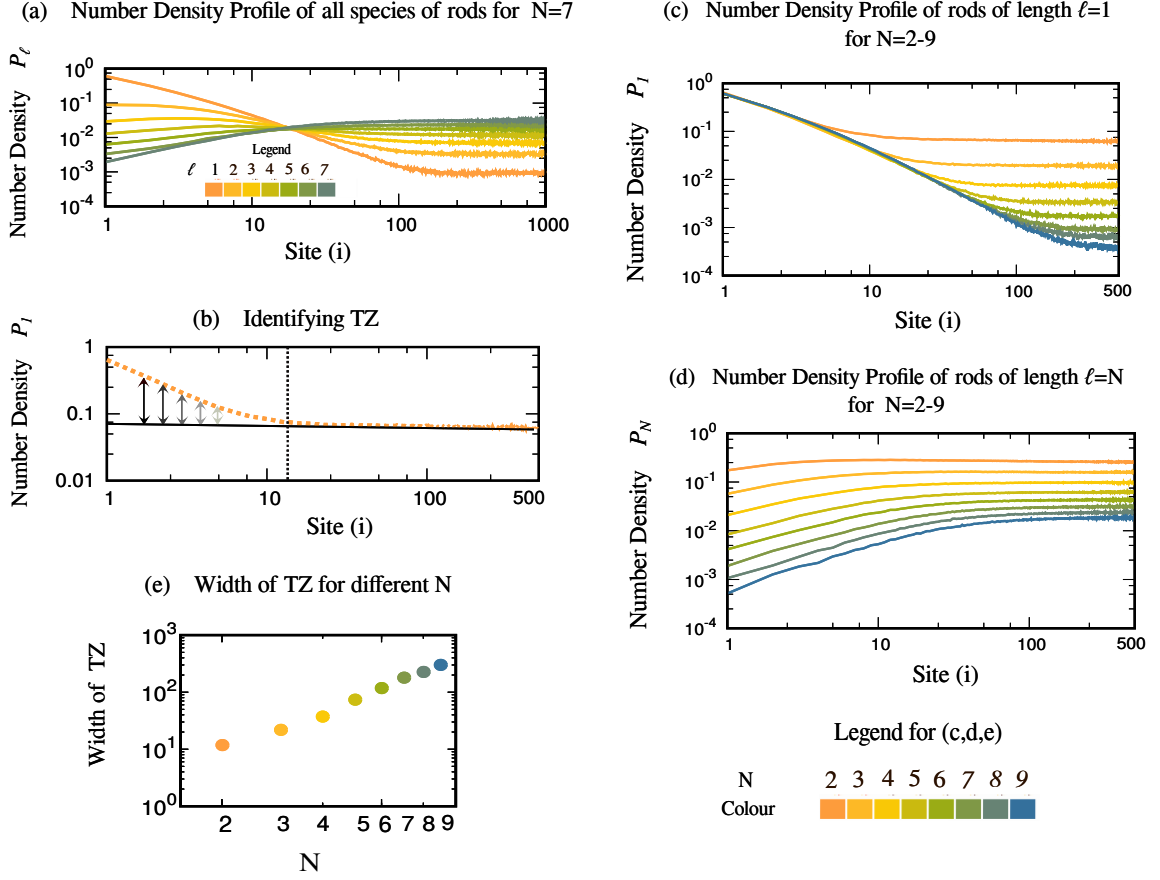 (a) Number Density Profile of all species of rods for N=7
Number Density P_ℓ
10^0
10^-1
10^-2
10^-3
10^-4
Legend
ℓ 1 2 3 4 5 6 7
1 10 100 1000
Site (i)
(b) Identifying TZ
Number Density P_1
1
0.1
0.01
1 10 100 500
Site (i)
(e) Width of TZ for different N
Width of TZ
10^3
10^2
10^1
10^0
2 3 4 5 6 7 8 9
N
(c) Number Density Profile of rods of length ℓ=1
for N=2-9
Number Density P_1
10^0
10^-1
10^-2
10^-3
10^-4
1 10 100 500
Site (i)
(d) Number Density Profile of rods of length ℓ=N
for N=2-9
Number Density P_N
10^0
10^-1
10^-2
10^-3
10^-4
1 10 100 500
Site (i)
Legend for (c,d,e)
N 2 3 4 5 6 7 8 9
Colour